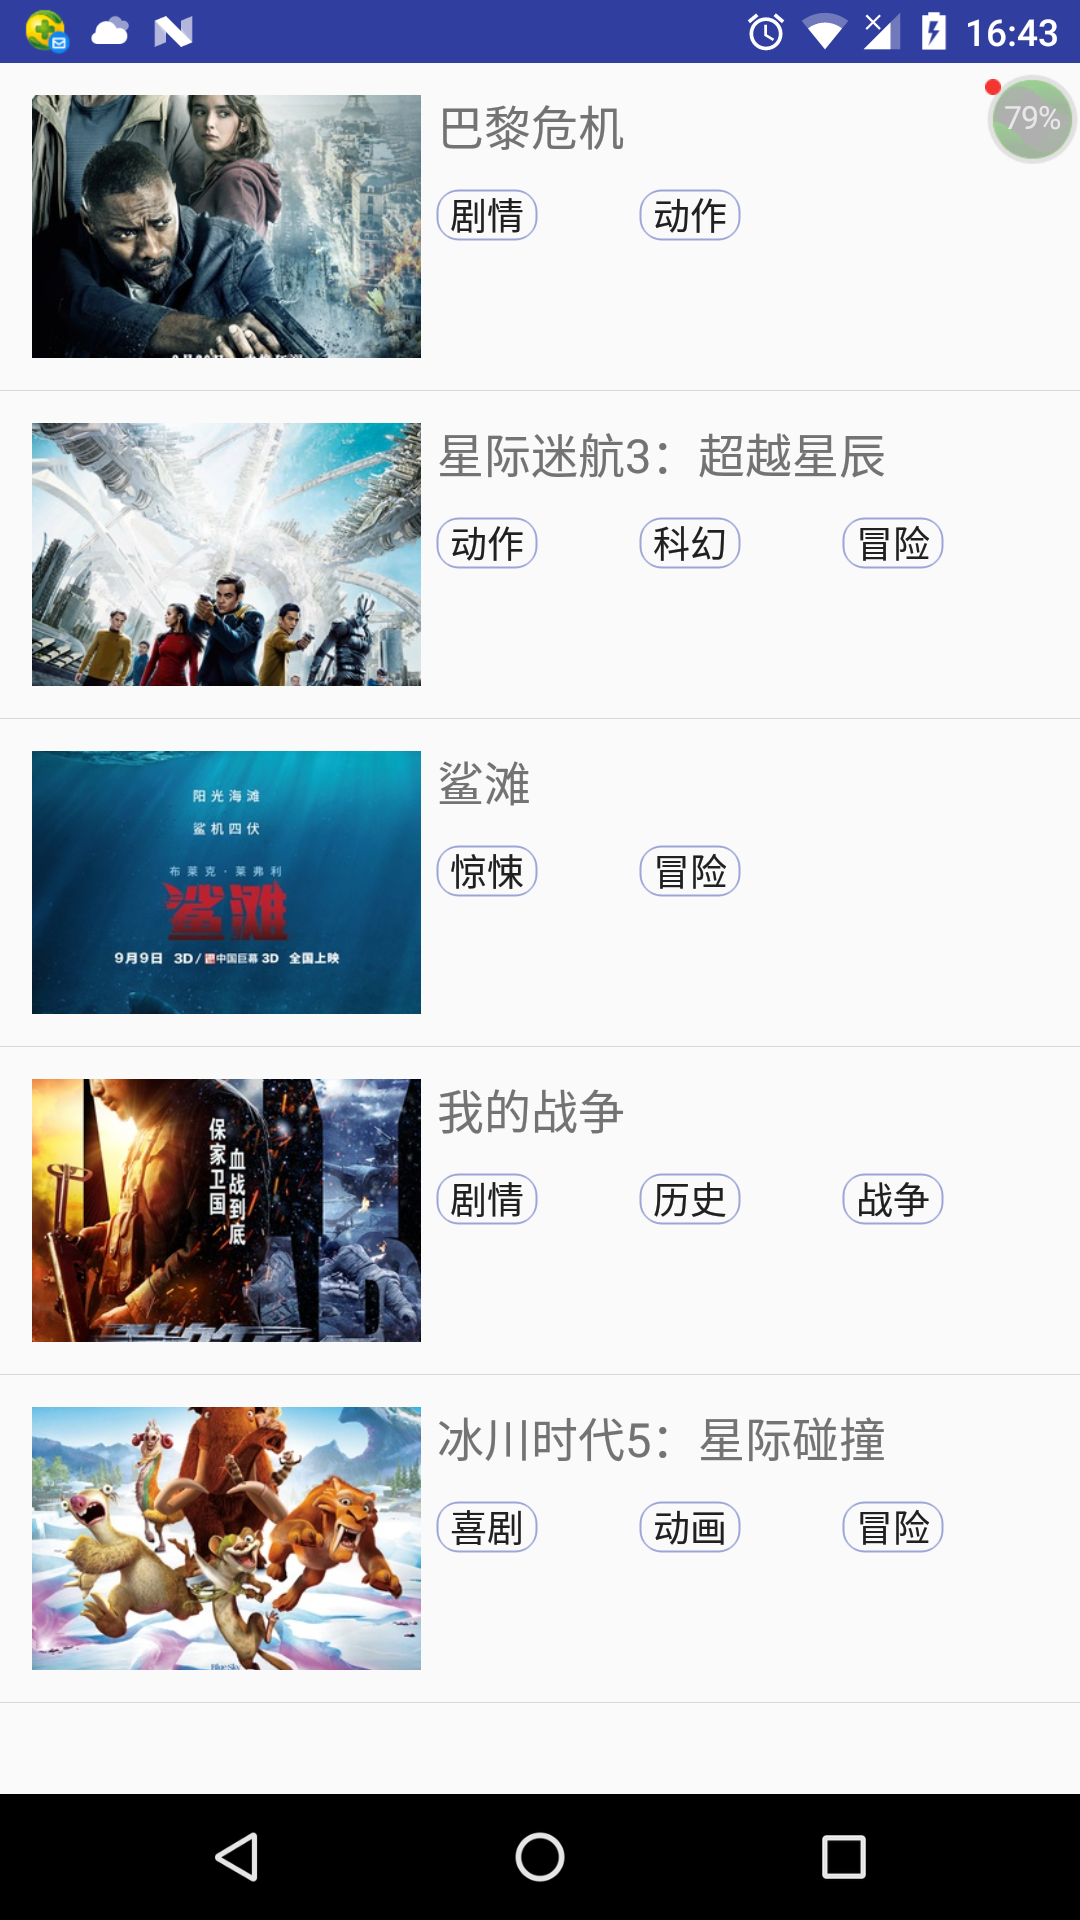 16:43
79%
巴黎危机
剧情 动作
星际迷航3：超越星辰
动作 科幻 冒险
阳光海滩
鲨机四伏
布莱克·莱弗利
鲨滩
9月9日 3D/中国巨幕3D 全国上映
鲨滩
惊悚 冒险
保家卫国
血战到底
我的战争
剧情 历史 战争
冰川时代5：星际碰撞
喜剧 动画 冒险